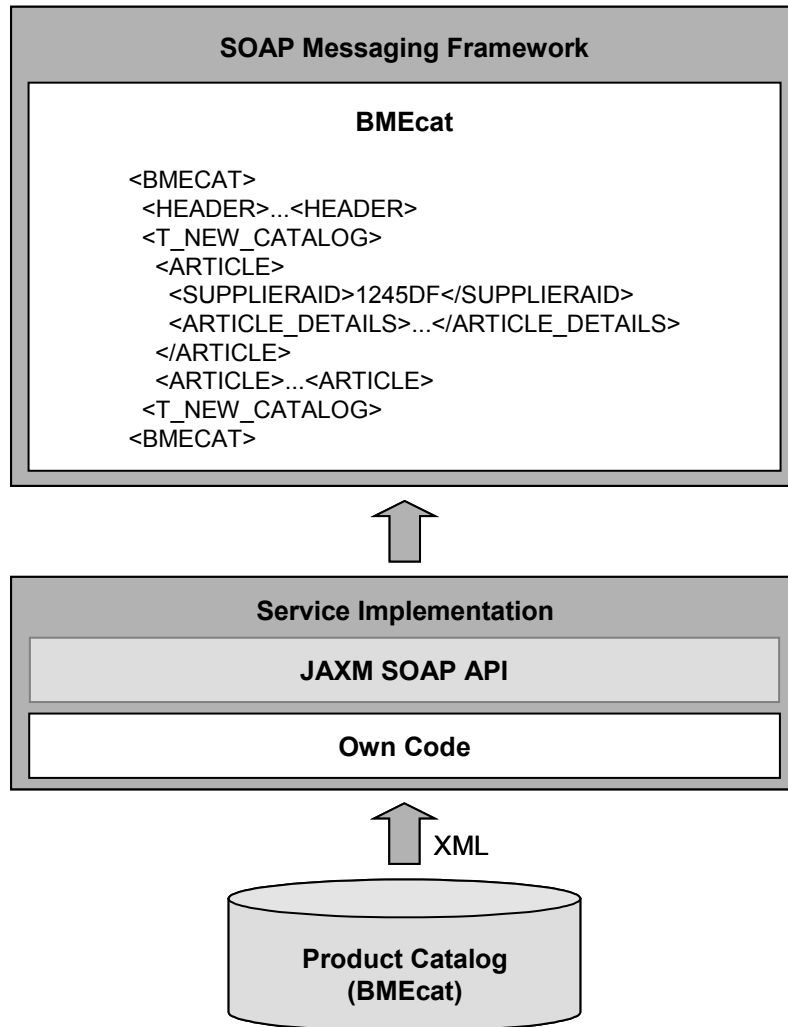 SOAP Messaging Framework
BMEcat
<BMECAT>
<HEADER>...<HEADER>
<T_NEW_CATALOG>
<ARTICLE>
<SUPPLIERAID>1245DF</SUPPLIERAID>
<ARTICLE_DETAILS>...</ARTICLE_DETAILS>
</ARTICLE>
<ARTICLE>...<ARTICLE>
<T_NEW_CATALOG>
<BMECAT>
Service Implementation
JAXM SOAP API
Own Code
XML
Product Catalog
(BMEcat)